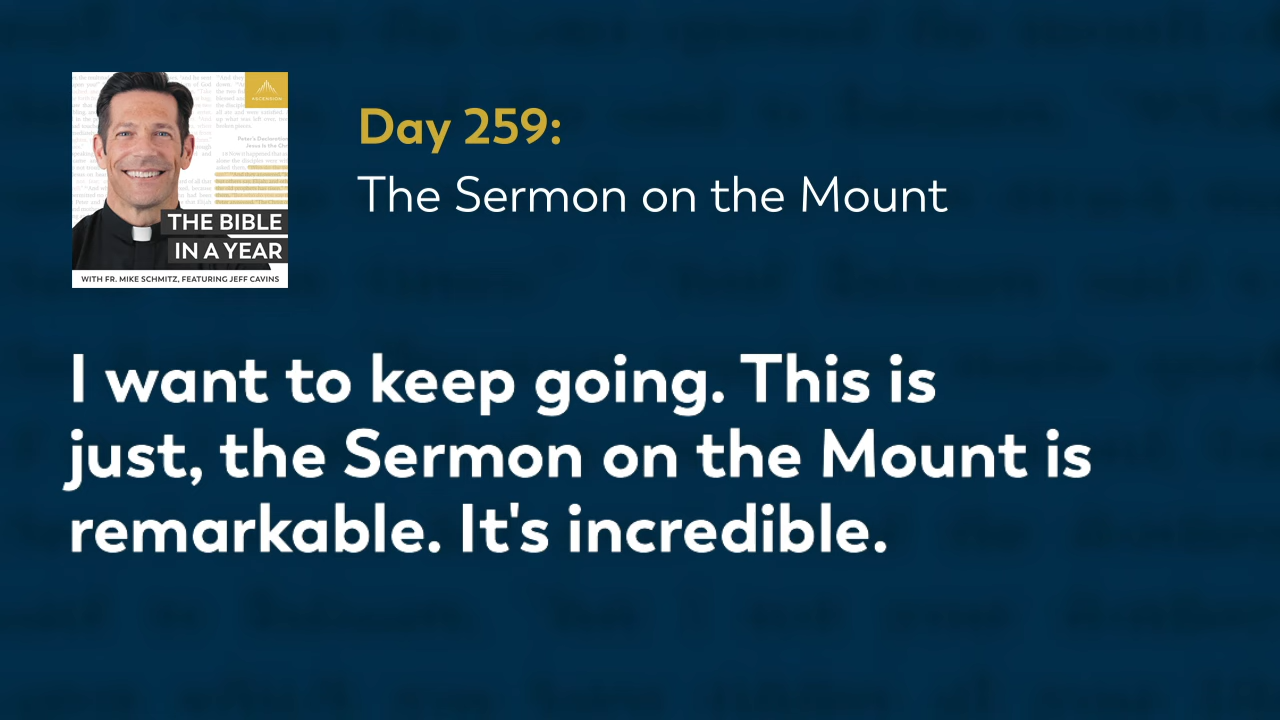 ASCENSION
THE BIBLE
IN A YEAR
WITH FR. MIKE SCHMITZ, FEATURING JEFF CAVINS
Day 259:
The Sermon on the Mount
I want to keep going. This is
just, the Sermon on the Mount is
remarkable. It's incredible.